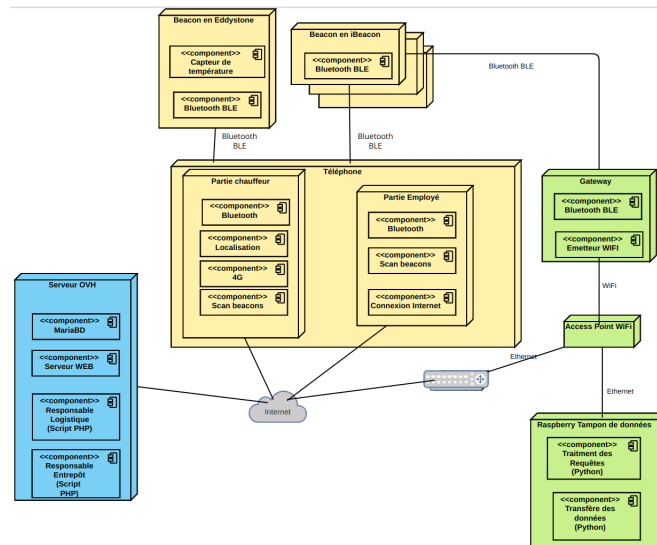 Beacon en Eddystone
<<component>>
Capteur de
température
<<component>>
Bluetooth BLE
Beacon en iBeacon
<<component>>
Bluetooth BLE
Bluetooth BLE
Bluetooth
BLE
Bluetooth
BLE
Téléphone
Partie chauffeur
<<component>>
Bluetooth
<<component>>
Localisation
<<component>>
4G
<<component>>
Scan beacons
Partie Employé
<<component>>
Bluetooth
<<component>>
Scan beacons
<<component>>
Connexion Internet
Gateway
<<component>>
Bluetooth BLE
<<component>>
Emetteur WIFI
WiFi
Access Point WiFi
Ethernet
Ethernet
Serveur OVH
<<component>>
MariaBD
<<component>>
Serveur WEB
<<component>>
Responsable
Logistique
(Script PHP)
<<component>>
Responsable
Entrepôt
(Script
PHP)
Internet
Raspberry Tampon de données
<<component>>
Traitment des
Requêtes
(Python)
<<component>>
Transfère des
données
(Python)